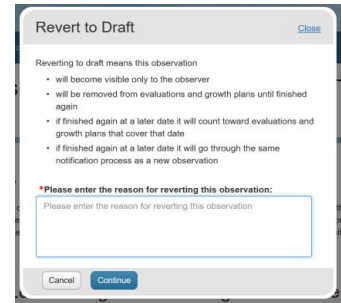 Revert to Draft
Close
Reverting to draft means this observation
• will become visible only to the observer
• will be removed from evaluations and growth plans until finished
again
• if finished again at a later date it will count toward evaluations and
growth plans that cover that date
• if finished again at a later date it will go through the same
notification process as a new observation
*Please enter the reason for reverting this observation:
Please enter the reason for reverting this observation
Cancel
Continue